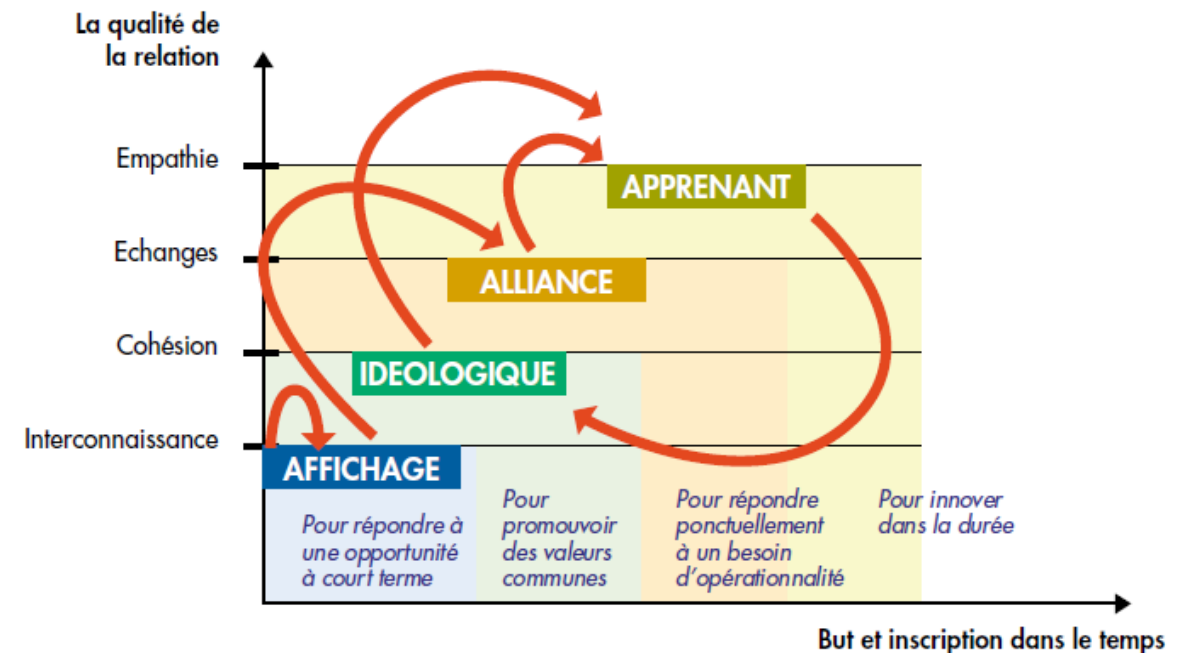 La qualité de
la relation
Empathie
APPRENANT
Echanges
ALLIANCE
Cohésion
IDEOLOGIQUE
Interconnaissance
AFFICHAGE
Pour répondre à
une opportunité
à court terme
Pour
promouvoir
des valeurs
communes
Pour répondre
ponctuellement
à un besoin
d'opérationnalité
Pour innover
dans la durée
But et inscription dans le temps